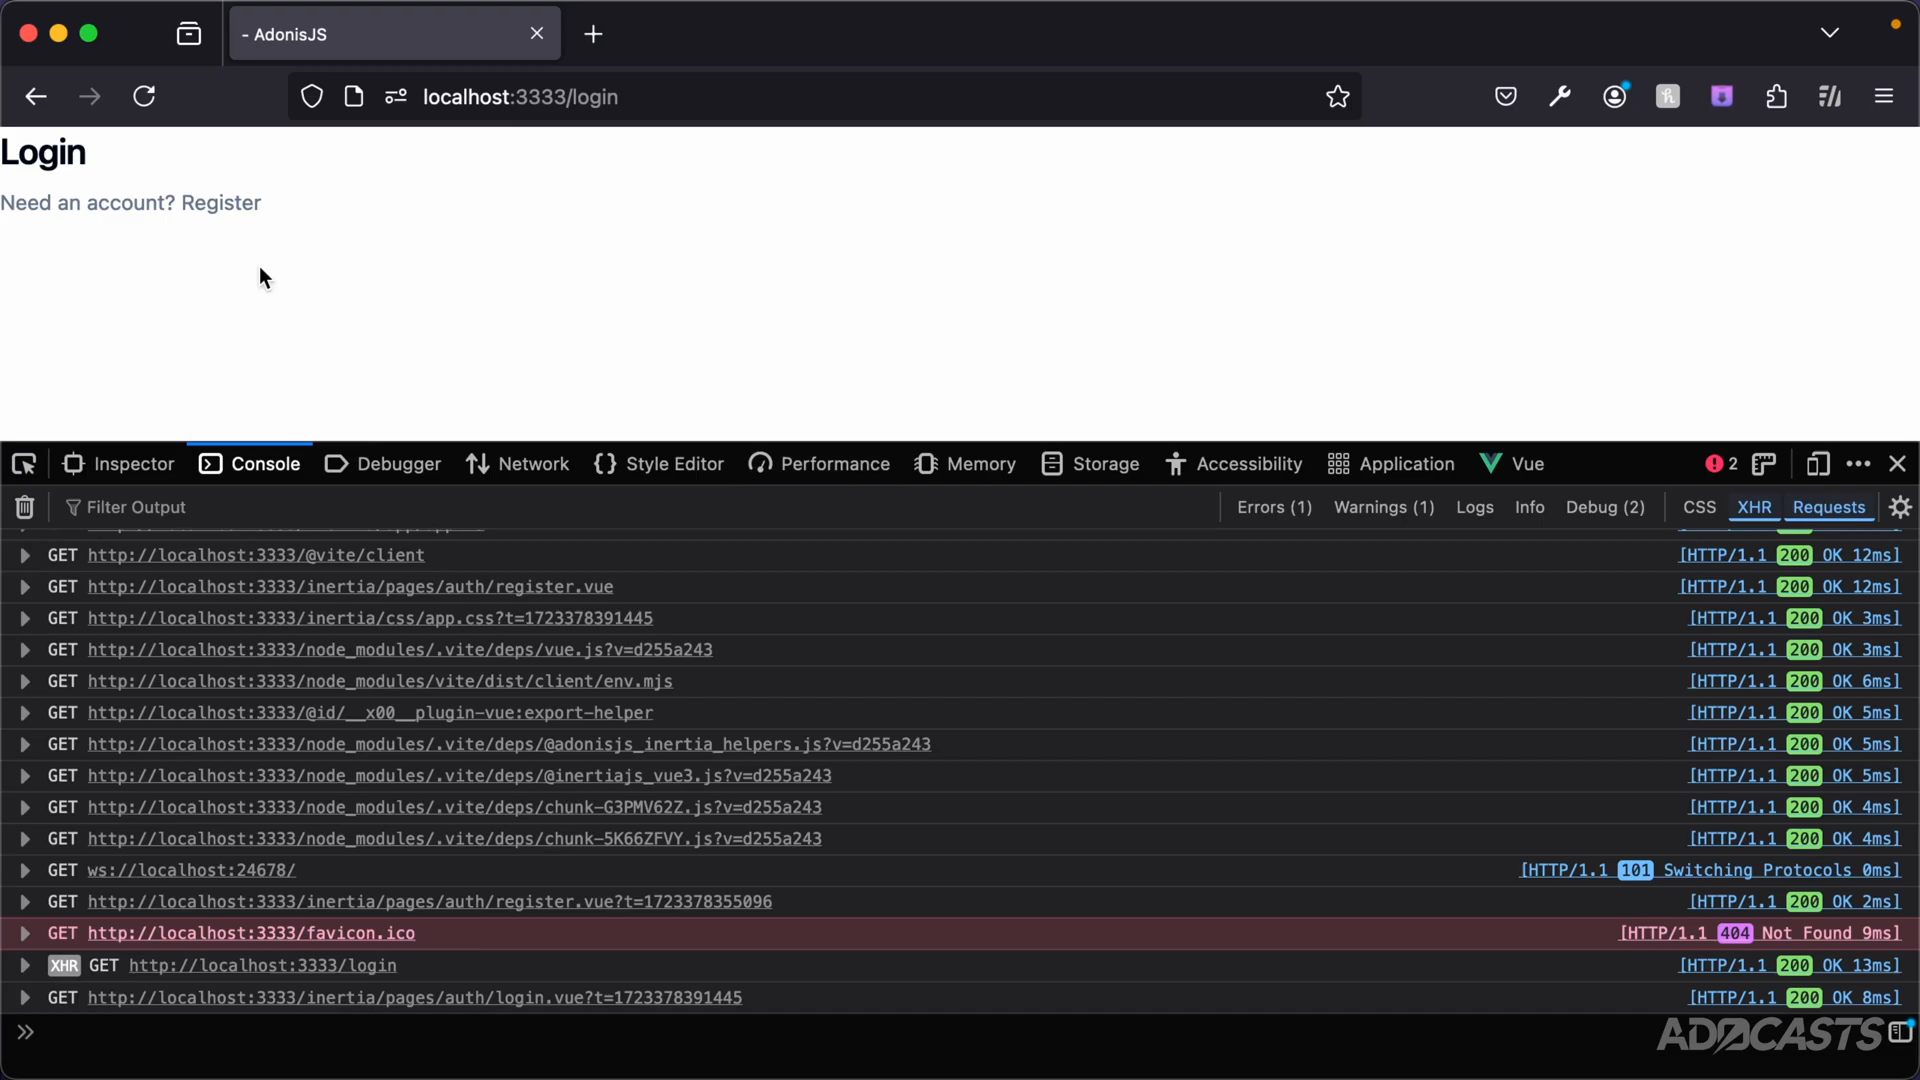 - AdonisJS
localhost:3333/login
Login
Need an account? Register
Inspector Console Debugger Network Style Editor Performance Memory Storage Accessibility Application Vue 2
Filter Output Errors (1) Warnings (1) Logs Info Debug (2) CSS XHR Requests
GET http://localhost:3333/@vite/client [HTTP/1.1 200 OK 12ms]
GET http://localhost:3333/inertia/pages/auth/register.vue [HTTP/1.1 200 OK 12ms]
GET http://localhost:3333/inertia/css/app.css?t=1723378391445 [HTTP/1.1 200 OK 3ms]
GET http://localhost:3333/node_modules/.vite/deps/vue.js?v=d255a243 [HTTP/1.1 200 OK 3ms]
GET http://localhost:3333/node_modules/vite/dist/client/env.mjs [HTTP/1.1 200 OK 6ms]
GET http://localhost:3333/@id/__x00__plugin-vue:export-helper [HTTP/1.1 200 OK 5ms]
GET http://localhost:3333/node_modules/.vite/deps/@adonisjs_inertia_helpers.js?v=d255a243 [HTTP/1.1 200 OK 5ms]
GET http://localhost:3333/node_modules/.vite/deps/@inertiajs_vue3.js?v=d255a243 [HTTP/1.1 200 OK 5ms]
GET http://localhost:3333/node_modules/.vite/deps/chunk-G3PMV62Z.js?v=d255a243 [HTTP/1.1 200 OK 4ms]
GET http://localhost:3333/node_modules/.vite/deps/chunk-5K66ZFVY.js?v=d255a243 [HTTP/1.1 200 OK 4ms]
GET ws://localhost:24678/ [HTTP/1.1 101 Switching Protocols 0ms]
GET http://localhost:3333/inertia/pages/auth/register.vue?t=1723378355096 [HTTP/1.1 200 OK 2ms]
GET http://localhost:3333/favicon.ico [HTTP/1.1 404 Not Found 9ms]
XHR GET http://localhost:3333/login [HTTP/1.1 200 OK 13ms]
GET http://localhost:3333/inertia/pages/auth/login.vue?t=1723378391445 [HTTP/1.1 200 OK 8ms]
ADOCASTS